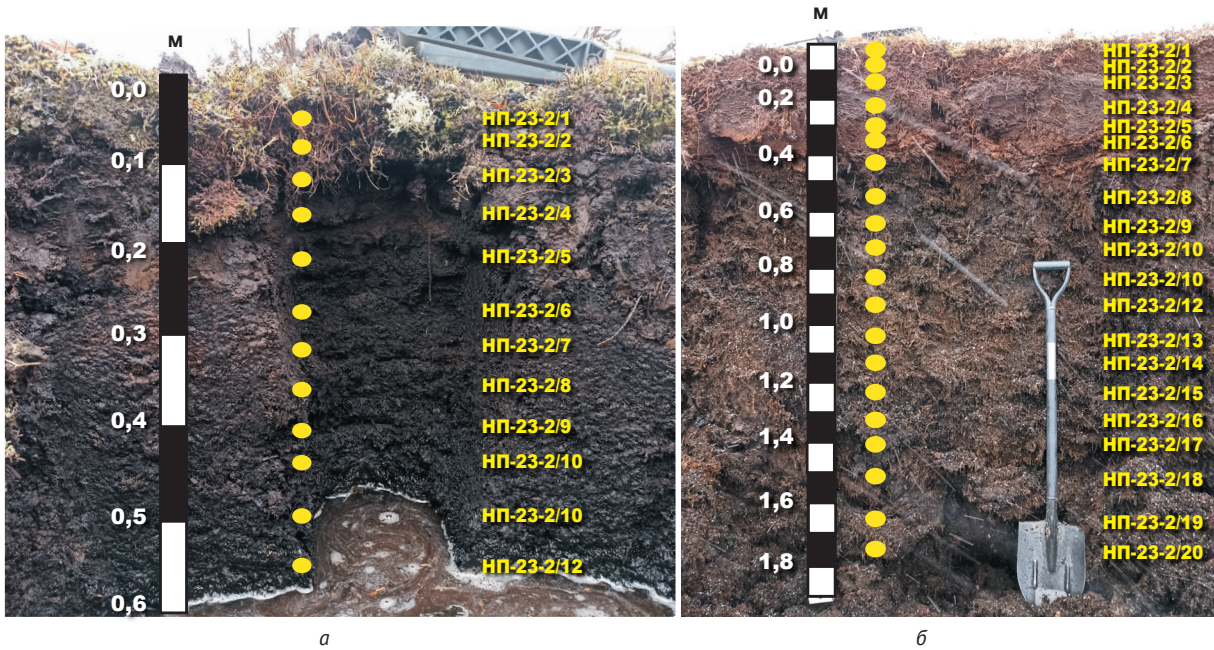 м
0,0
0,1
0,2
0,3
0,4
0,5
0,6
НП-23-2/1
НП-23-2/2
НП-23-2/3
НП-23-2/4
НП-23-2/5
НП-23-2/6
НП-23-2/7
НП-23-2/8
НП-23-2/9
НП-23-2/10
НП-23-2/10
НП-23-2/12
а
м
0,0
0,2
0,4
0,6
0,8
1,0
1,2
1,4
1,6
1,8
НП-23-2/1
НП-23-2/2
НП-23-2/3
НП-23-2/4
НП-23-2/5
НП-23-2/6
НП-23-2/7
НП-23-2/8
НП-23-2/9
НП-23-2/10
НП-23-2/10
НП-23-2/12
НП-23-2/13
НП-23-2/14
НП-23-2/15
НП-23-2/16
НП-23-2/17
НП-23-2/18
НП-23-2/19
НП-23-2/20
б